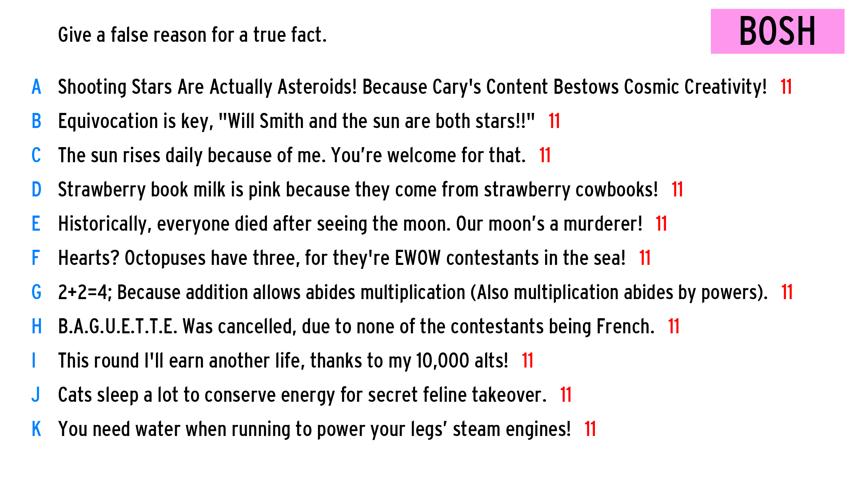 Give a false reason for a true fact.
BOSH
A Shooting Stars Are Actually Asteroids! Because Cary's Content Bestows Cosmic Creativity! 11
B Equivocation is key, "Will Smith and the sun are both stars!!" 11
C The sun rises daily because of me. You’re welcome for that. 11
D Strawberry book milk is pink because they come from strawberry cowbooks! 11
E Historically, everyone died after seeing the moon. Our moon’s a murderer! 11
F Hearts? Octopuses have three, for they're EWOW contestants in the sea! 11
G 2+2=4; Because addition allows abides multiplication (Also multiplication abides by powers). 11
H B.A.G.U.E.T.T.E. Was cancelled, due to none of the contestants being French. 11
I This round I'll earn another life, thanks to my 10,000 alts! 11
J Cats sleep a lot to conserve energy for secret feline takeover. 11
K You need water when running to power your legs’ steam engines! 11